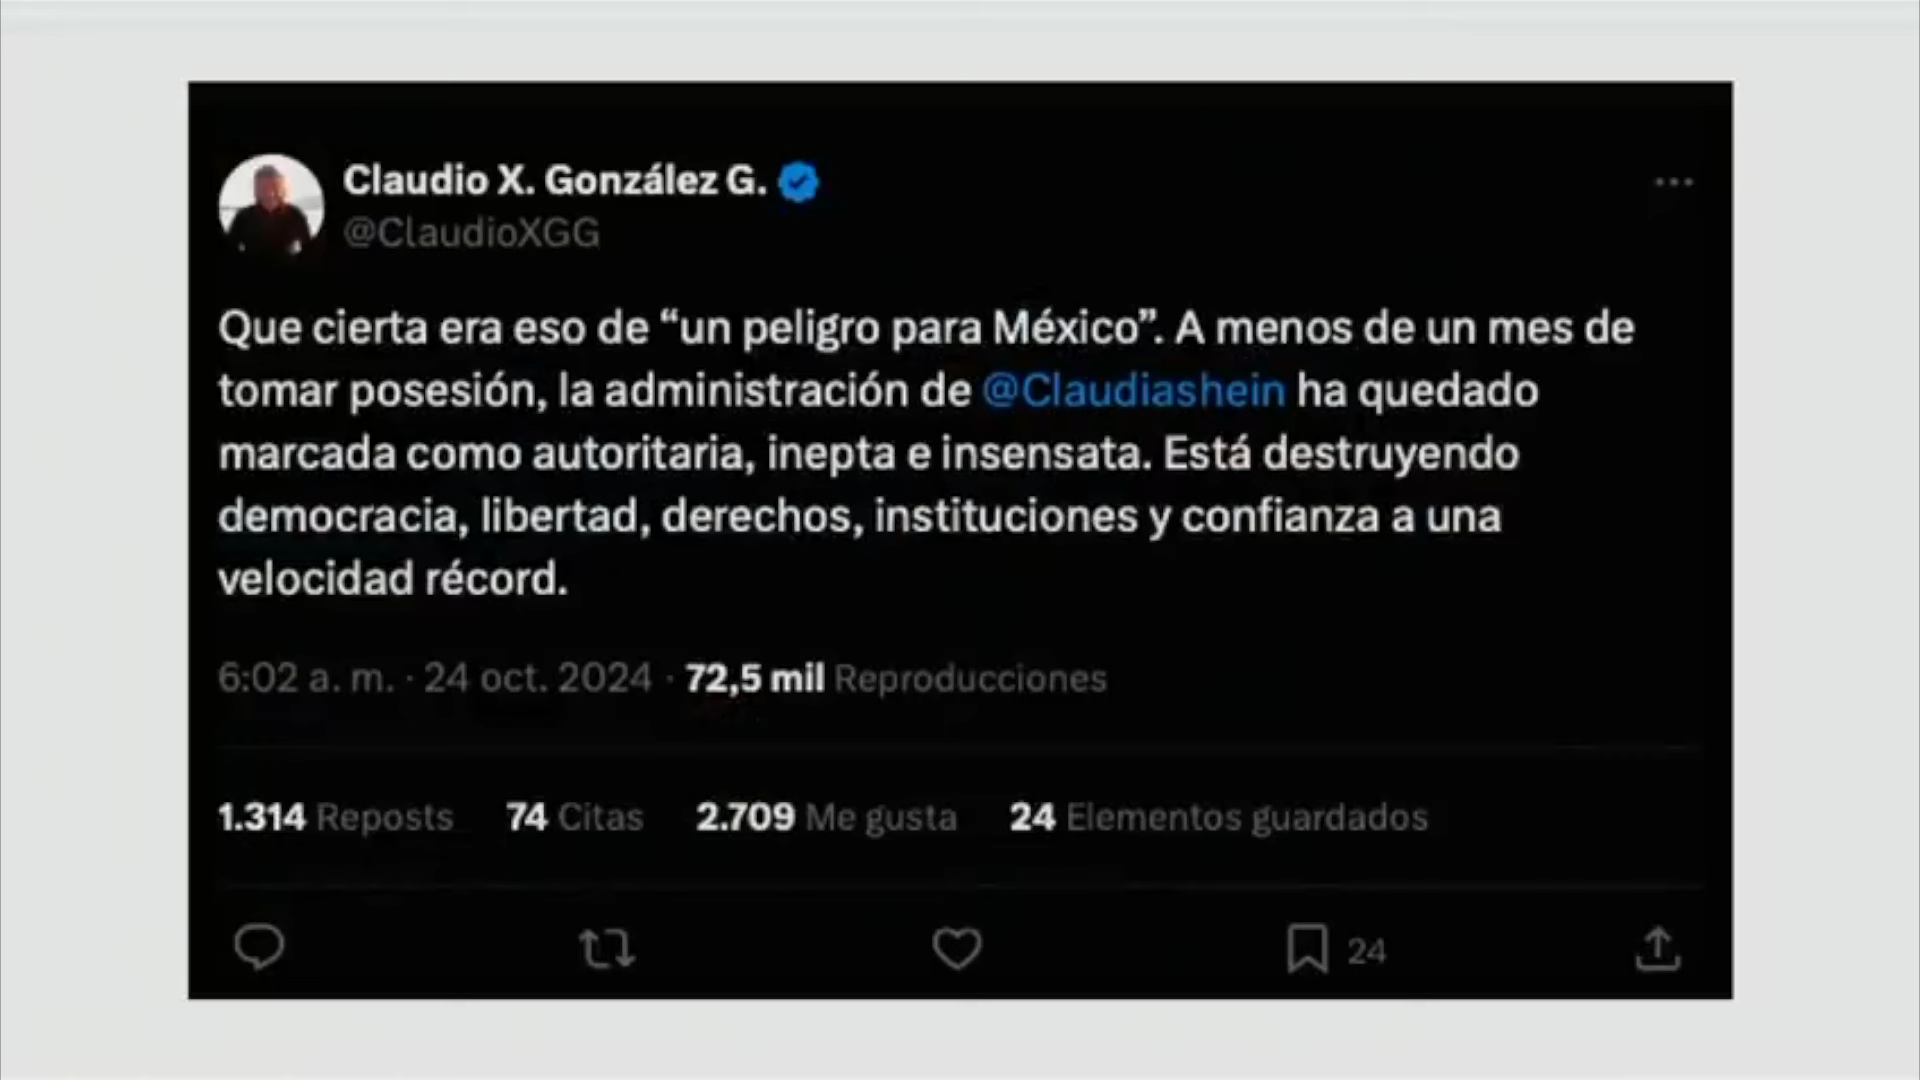 Claudio X. González G.
@ClaudioXGG
Que cierta era eso de “un peligro para México”. A menos de un mes de
tomar posesión, la administración de @Claudiashein ha quedado
marcada como autoritaria, inepta e insensata. Está destruyendo
democracia, libertad, derechos, instituciones y confianza a una
velocidad récord.
6:02 a. m. · 24 oct. 2024 · 72,5 mil Reproducciones
1.314 Reposts 74 Citas 2.709 Me gusta 24 Elementos guardados
24